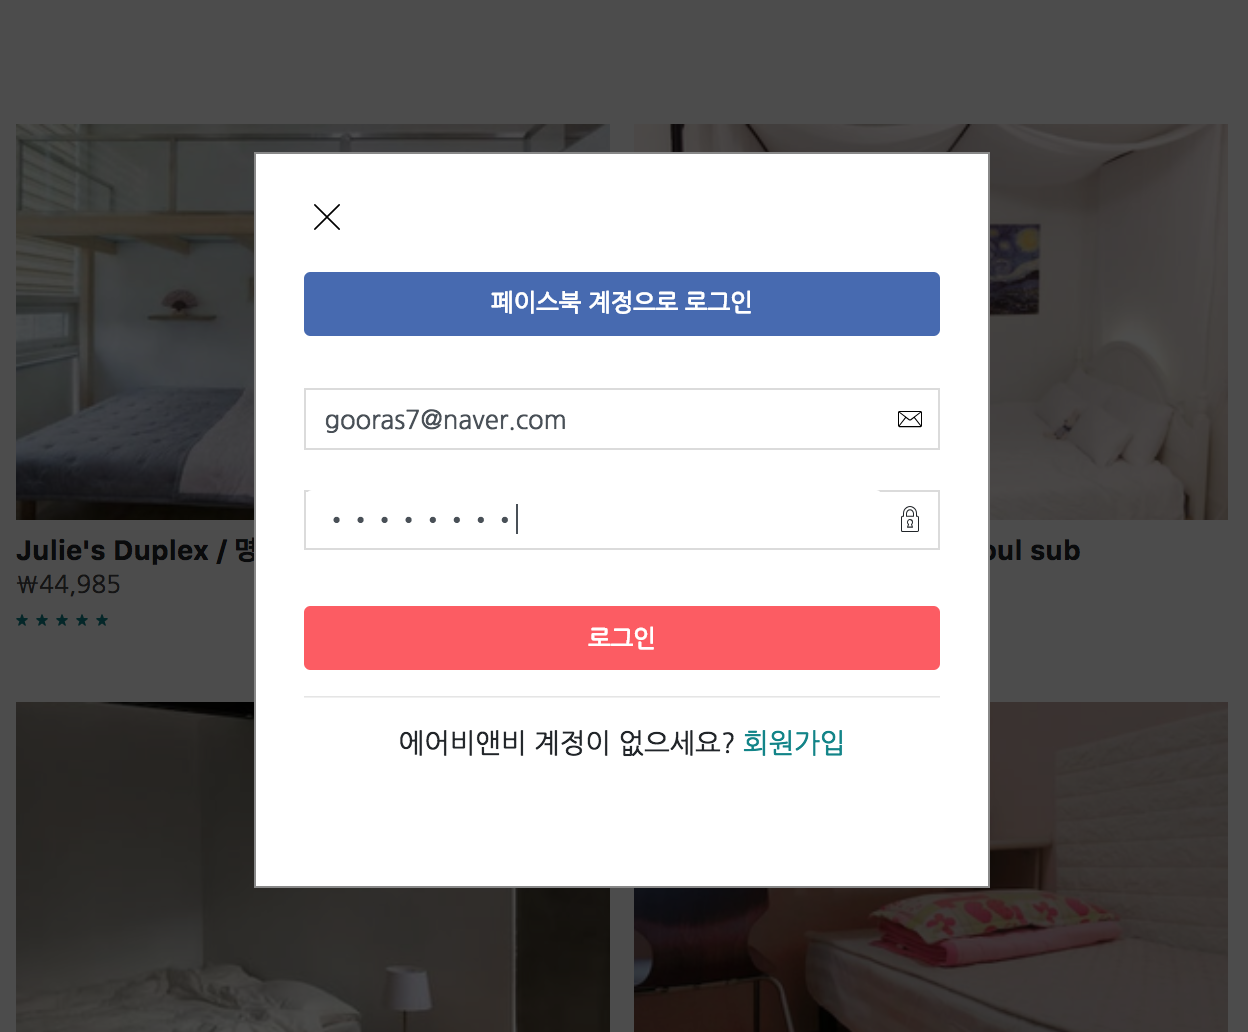 페이스북 계정으로 로그인
gooras7@naver.com
로그인
에어비앤비 계정이 없으세요? 회원가입
Julie's Duplex / 명
₩44,985
oul sub